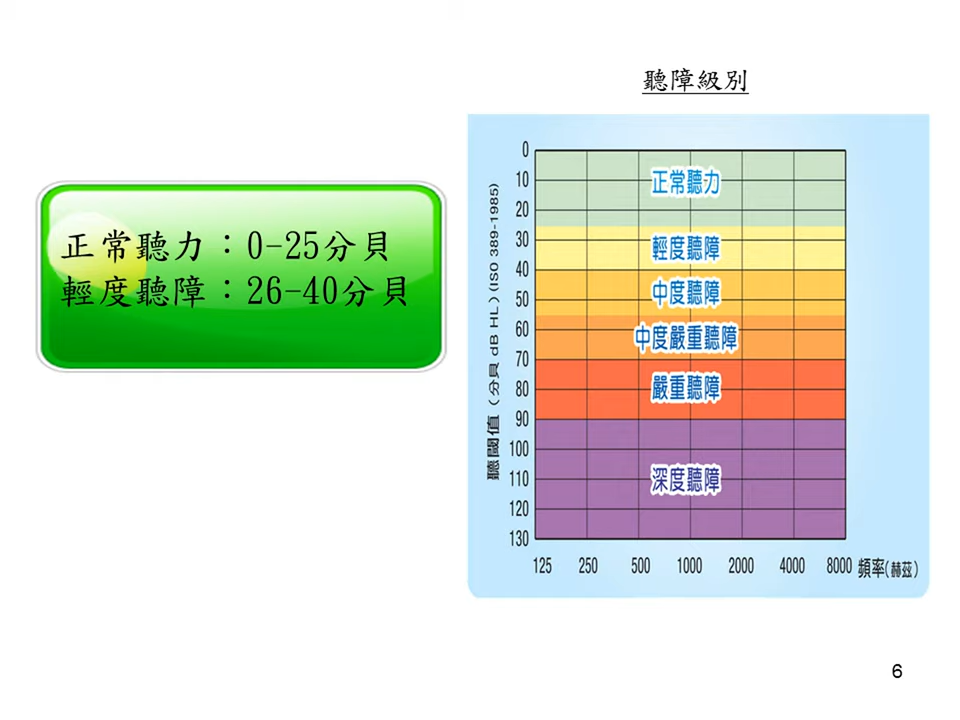 聽障級別
正常聽力：0-25分貝
輕度聽障：26-40分貝
聽閾值（分貝 dB HL）(ISO 389-1985)
0
10
20
30
40
50
60
70
80
90
100
110
120
130
正常聽力
輕度聽障
中度聽障
中度嚴重聽障
嚴重聽障
深度聽障
125 250 500 1000 2000 4000 8000 頻率(赫茲)
6